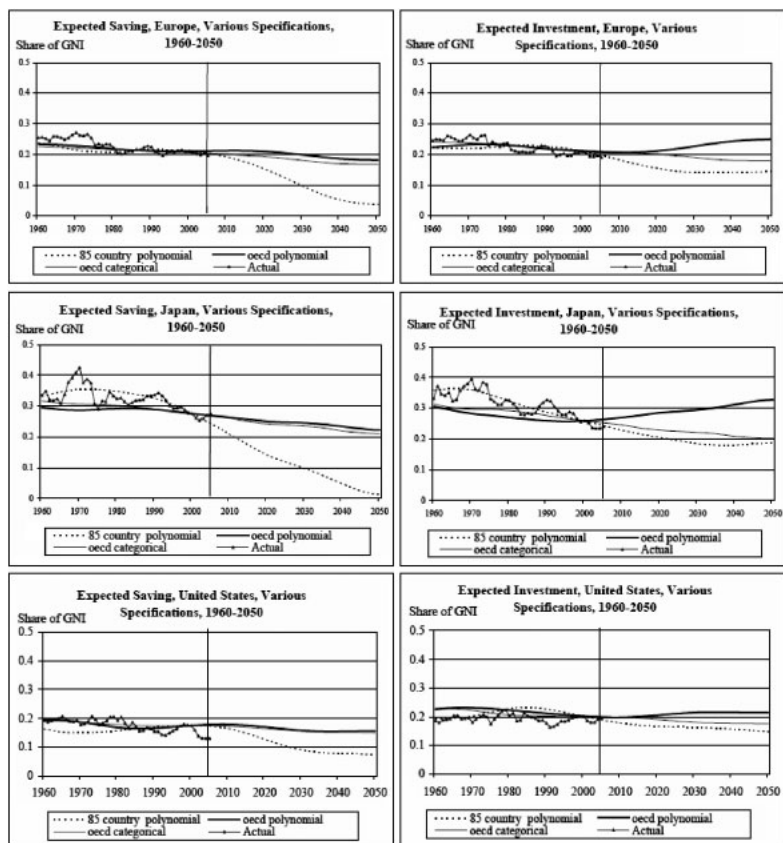 Expected Saving, Europe, Various Specifications,
1960-2050
Share of GNI
0.5
0.4
0.3
0.2
0.1
0
1960 1970 1980 1990 2000 2010 2020 2030 2040 2050
85 country polynomial oecd polynomial
oecd categorical Actual
Expected Investment, Europe, Various
Specifications, 1960-2050
Share of GNI
0.5
0.4
0.3
0.2
0.1
0
1960 1970 1980 1990 2000 2010 2020 2030 2040 2050
85 country polynomial oecd polynomial
oecd categorical Actual
Expected Saving, Japan, Various Specifications,
1960-2050
Share of GNI
0.5
0.4
0.3
0.2
0.1
0
1960 1970 1980 1990 2000 2010 2020 2030 2040 2050
85 country polynomial oecd polynomial
oecd categorical Actual
Expected Investment, Japan, Various Specifications,
1960-2050
Share of GNI
0.5
0.4
0.3
0.2
0.1
0
1960 1970 1980 1990 2000 2010 2020 2030 2040 2050
85 country polynomial oecd polynomial
oecd categorical Actual
Expected Saving, United States, Various
Specifications, 1960-2050
Share of GNI
0.5
0.4
0.3
0.2
0.1
0
1960 1970 1980 1990 2000 2010 2020 2030 2040 2050
85 country polynomial oecd polynomial
oecd categorical Actual
Expected Investment, United States, Various
Specifications, 1960-2050
Share of GNI
0.5
0.4
0.3
0.2
0.1
0
1960 1970 1980 1990 2000 2010 2020 2030 2040 2050
85 country polynomial oecd polynomial
oecd categorical Actual